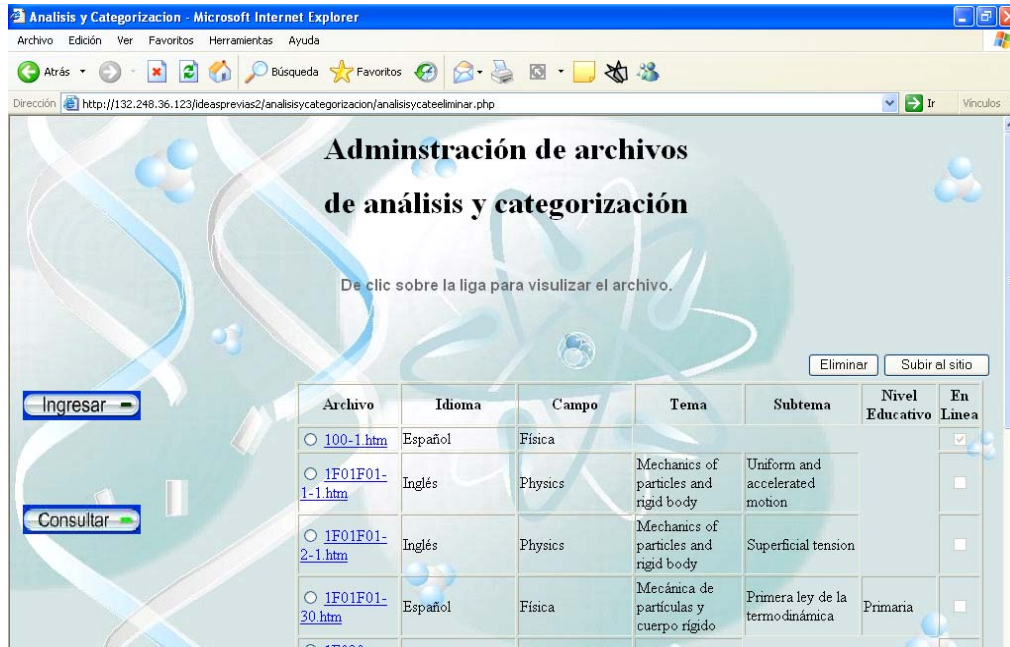 Analisis y Categorizacion - Microsoft Internet Explorer
Archivo Edición Ver Favoritos Herramientas Ayuda
Atrás Búsqueda Favoritos
Dirección http://132.248.36.123/ideasprevias2/analisisycategorizacion/analisisycateeliminar.php Ir Vínculos
Adminstración de archivos
de análisis y categorización
De clic sobre la liga para visulizar el archivo.
Eliminar Subir al sitio
Ingresar
Consultar
Archivo Idioma Campo Tema Subtema Nivel Educativo En Linea
100-1.htm Español Física
1F01F01-
1-1.htm
Inglés
Physics
Mechanics of
particles and
rigid body
Uniform and
accelerated
motion
1F01F01-
2-1.htm
Inglés
Physics
Mechanics of
particles and
rigid body
Superficial tension
1F01F01-
30.htm
Español
Física
Mecánica de
partículas y
cuerpo rígido
Primera ley de la
termodinámica
Primaria